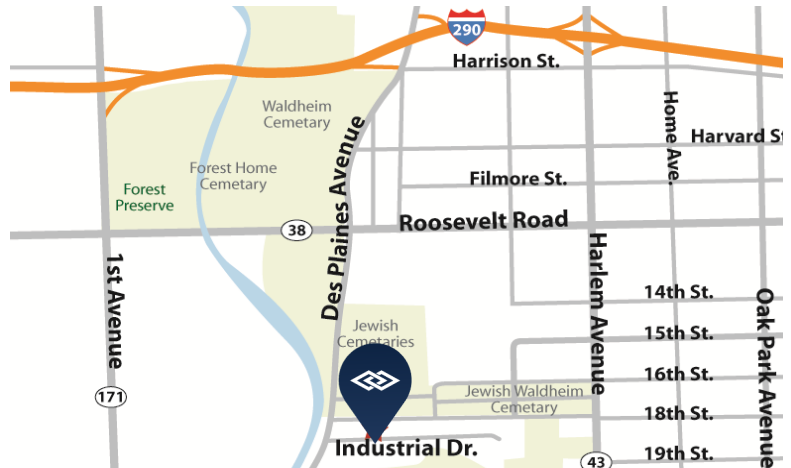 290
Harrison St.
Waldheim
Cemetary
Home Ave.
Harvard St
Des Plaines Avenue
Forest Home
Cemetary
Filmore St.
Forest
Preserve
38
Roosevelt Road
1st Avenue
Harlem Avenue
14th St.
Oak Park Avenue
Jewish
Cemetaries
15th St.
16th St.
171
Jewish Waldheim
Cemetary
18th St.
Industrial Dr.
43
19th St.